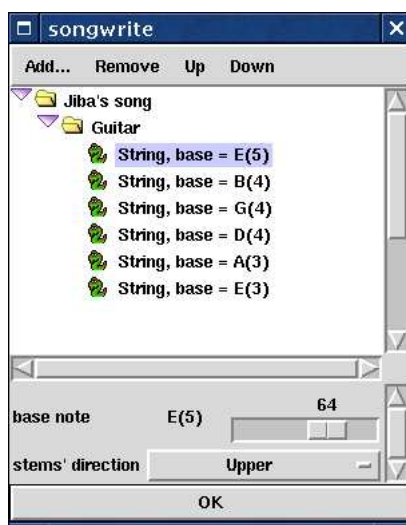 songwrite
Add... Remove Up Down
Jiba's song
Guitar
String, base = E(5)
String, base = B(4)
String, base = G(4)
String, base = D(4)
String, base = A(3)
String, base = E(3)
64
base note E(5)
stems' direction Upper
OK